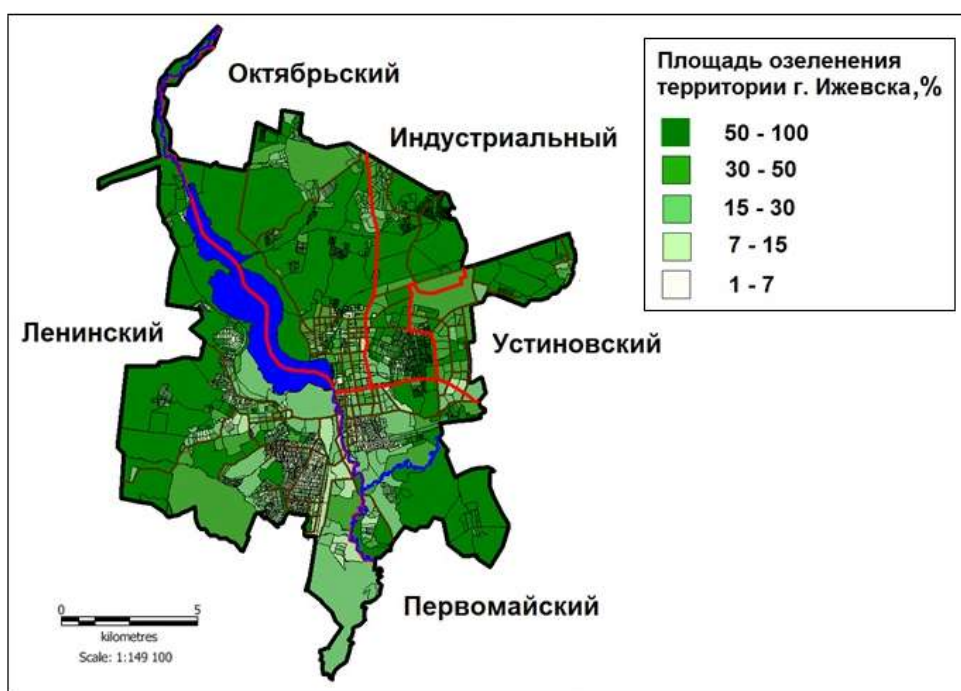 Октябрьский
Индустриальный
Ленинский
Устиновский
Первомайский
Площадь озеленения
территории г. Ижевска,%
50 - 100
30 - 50
15 - 30
7 - 15
1 - 7
0 5
kilometres
Scale: 1:149 100